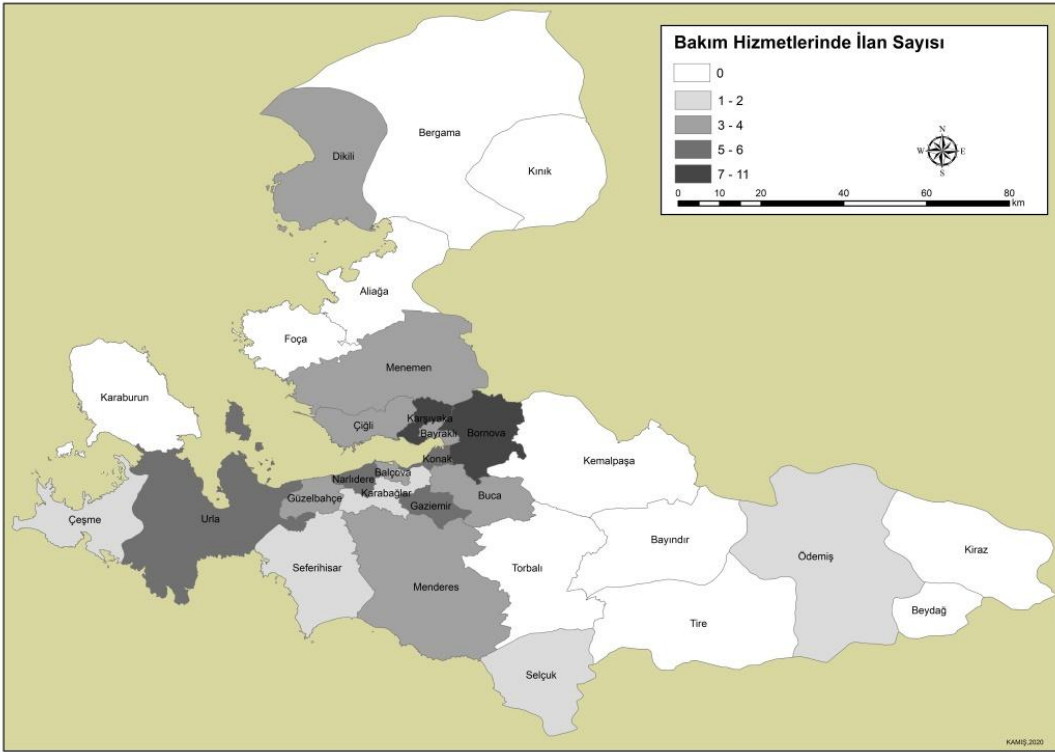 Bakım Hizmetlerinde İlan Sayısı
0
1 - 2
3 - 4
5 - 6
7 - 11
N
W E
S
0 10 20 40 60 80
km
Bergama
Dikili
Kınık
Aliağa
Foça
Menemen
Karaburun
Karşıyaka
Çiğli
Bayraklı
Bornova
Konak
Kemalpaşa
Balçova
Narlıdere
Karabağlar
Güzelbahçe
Buca
Gaziemir
Çeşme
Urla
Bayındır
Ödemiş
Kiraz
Seferihisar
Torbalı
Menderes
Beydağ
Tire
Selçuk
KAMIŞ,2020